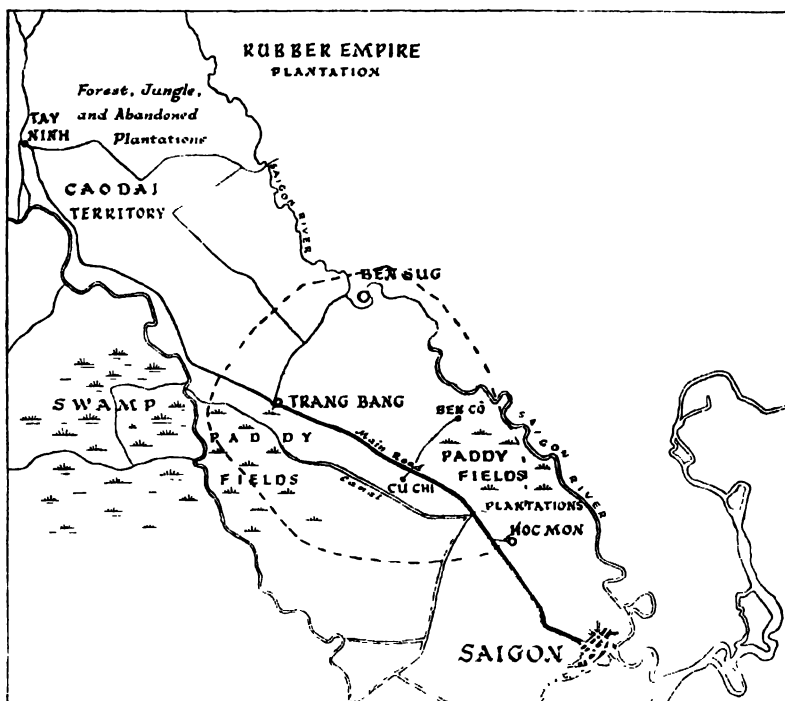 RUBBER EMPIRE
PLANTATION
Forest, Jungle,
and Abandoned
Plantations
TAY
NINH
CAODAI
TERRITORY
SAIGON RIVER
BEN SUG
SWAMP
TRANG BANG
BEN CÒ
SAIGON RIVER
PADDY
FIELDS
Main Road
PADDY
FIELDS
CU CHI
Canal
PLANTATIONS
HOC MON
SAIGON